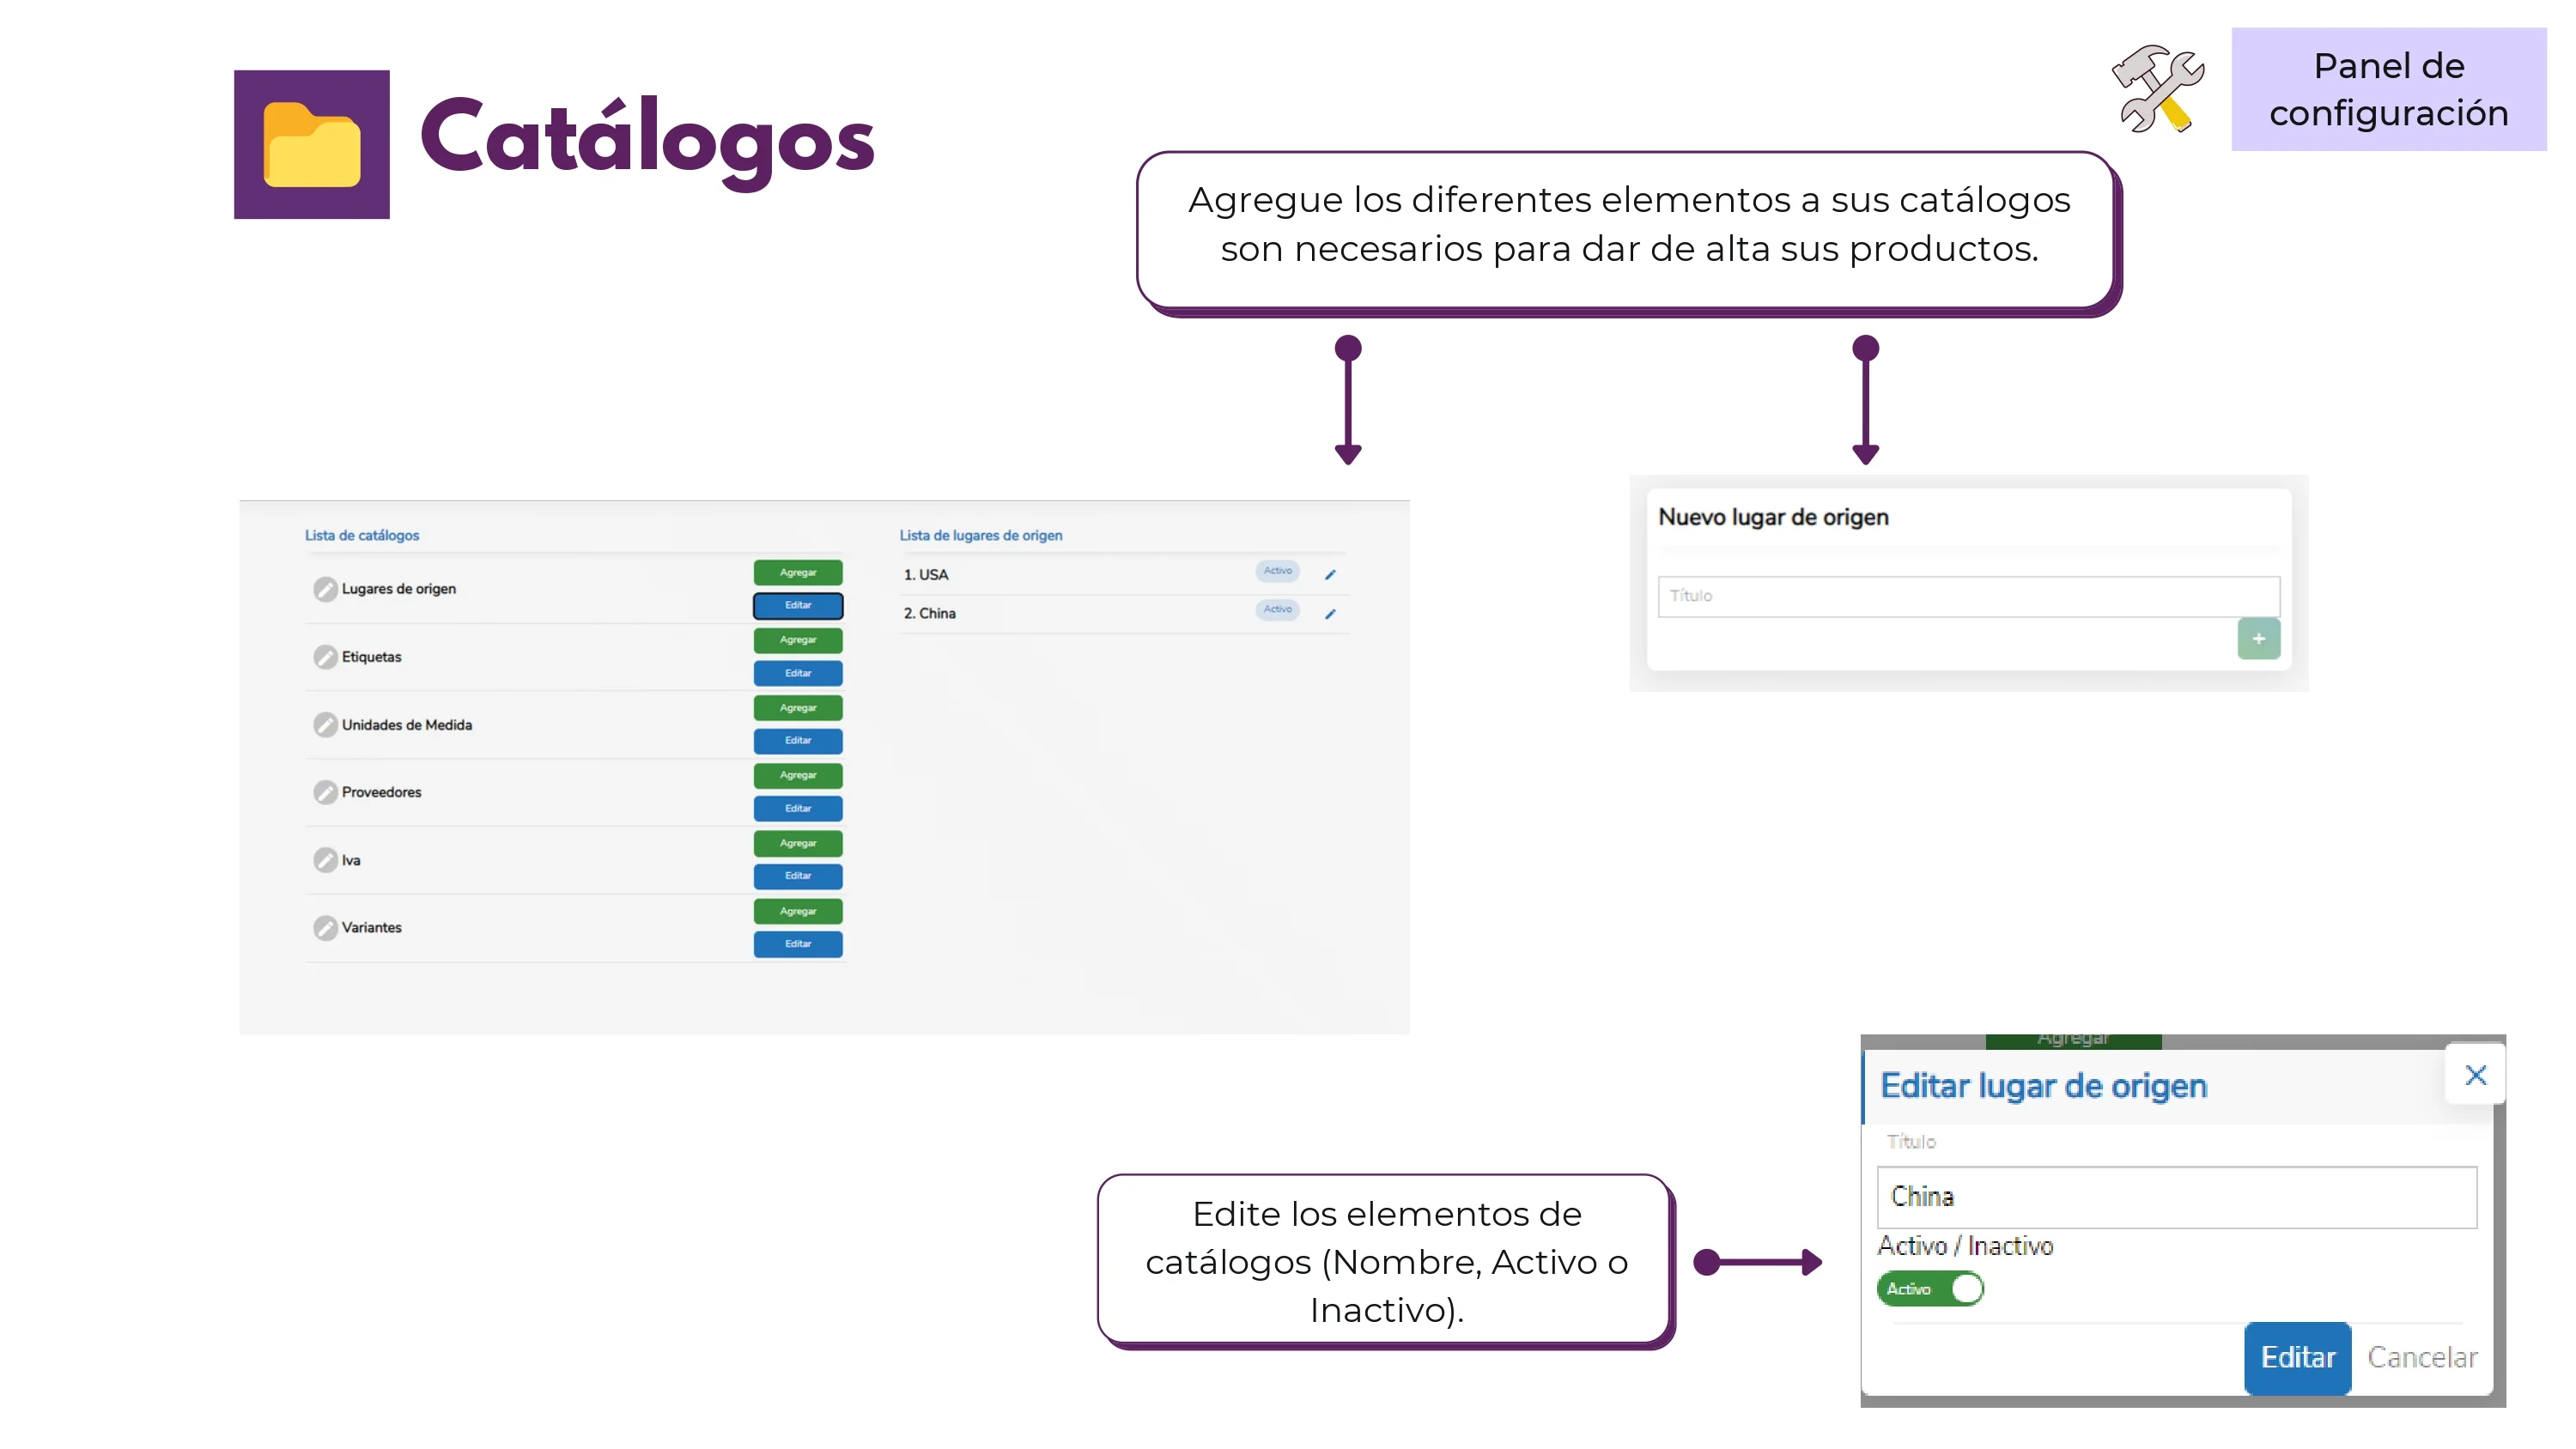 Catálogos
Panel de
configuración
Agregue los diferentes elementos a sus catálogos
son necesarios para dar de alta sus productos.
Lista de catálogos
Lugares de origen
Agregar
Editar
Etiquetas
Agregar
Editar
Unidades de Medida
Agregar
Editar
Proveedores
Agregar
Editar
Iva
Agregar
Editar
Variantes
Agregar
Editar
Lista de lugares de origen
1. USA
Activo
2. China
Activo
Nuevo lugar de origen
Título
+
Edite los elementos de
catálogos (Nombre, Activo o
Inactivo).
Agregar
Editar lugar de origen
Título
China
Activo / Inactivo
Activo
Editar
Cancelar